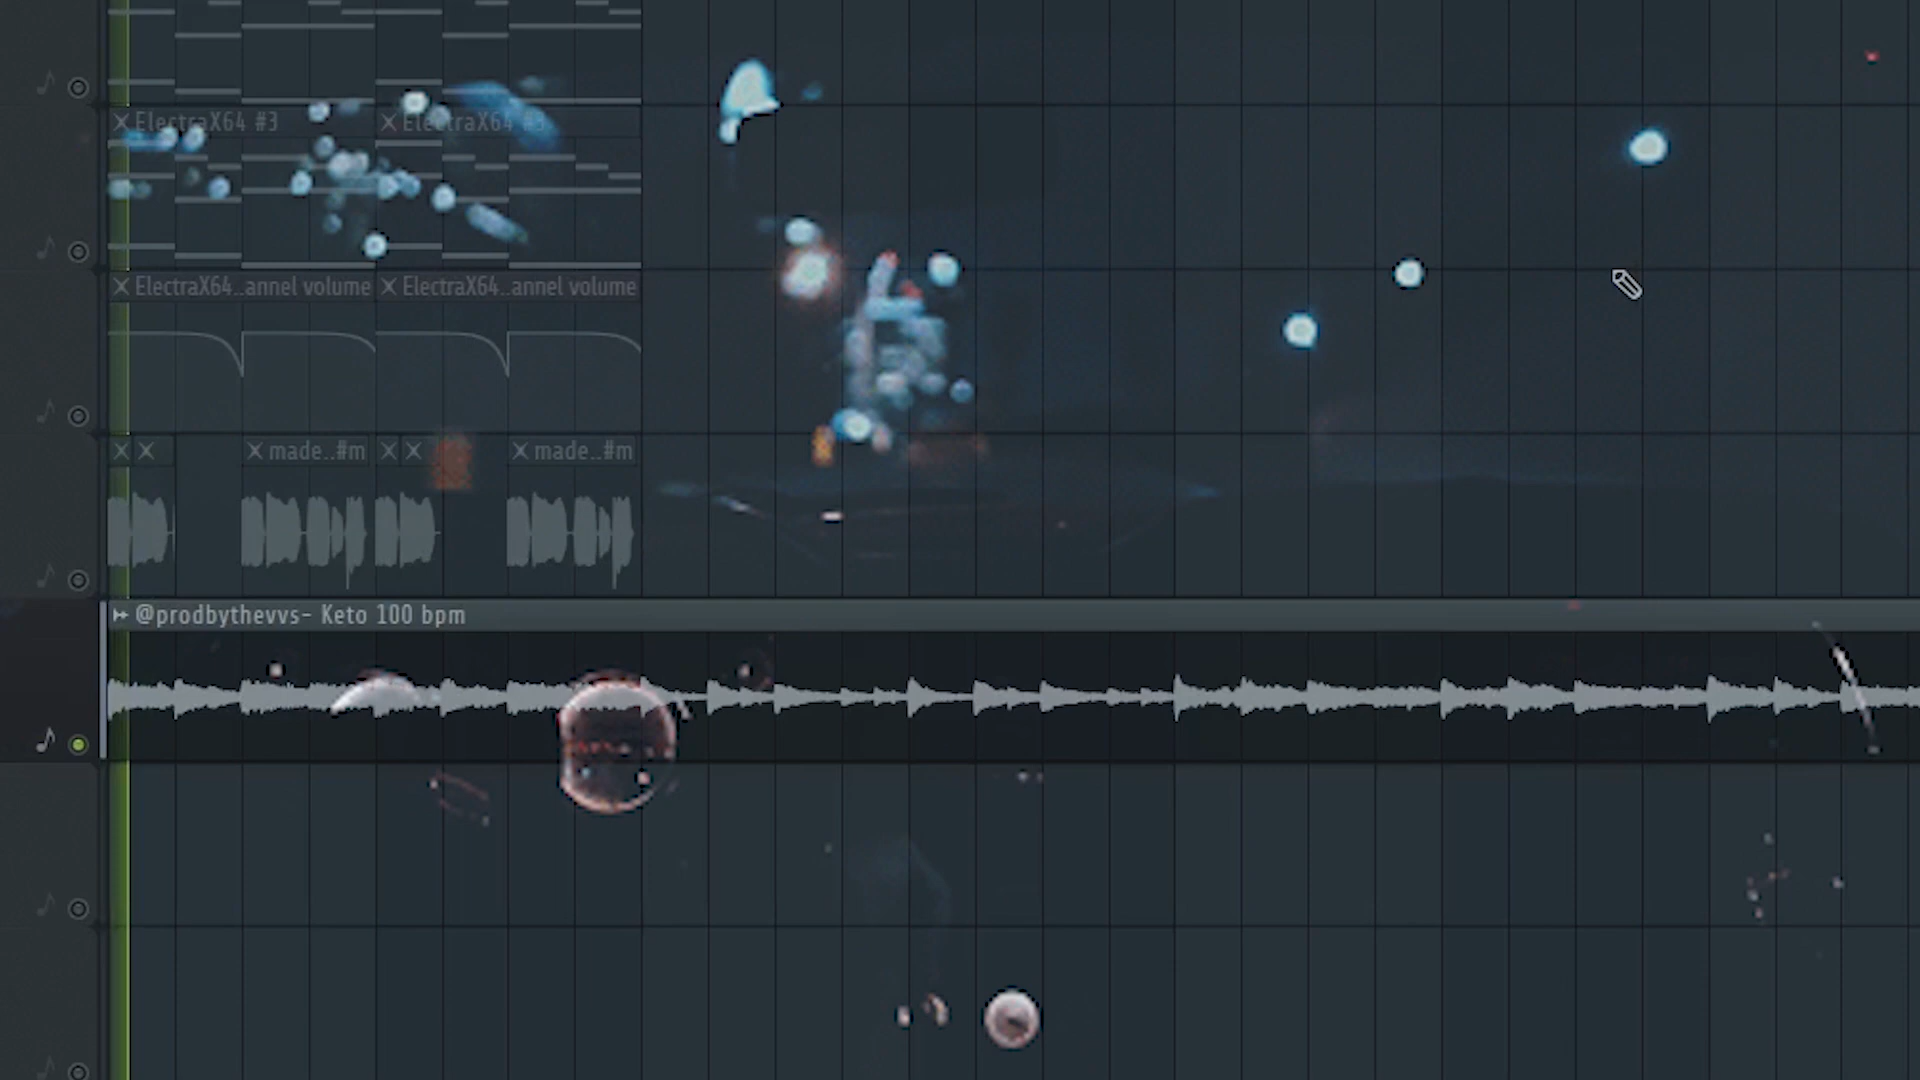 ElectraX64 #3 ElectraX64 #3
ElectraX64..annel volume ElectraX64..annel volume
made..#m made..#m
@prodbythevvs- Keto 100 bpm